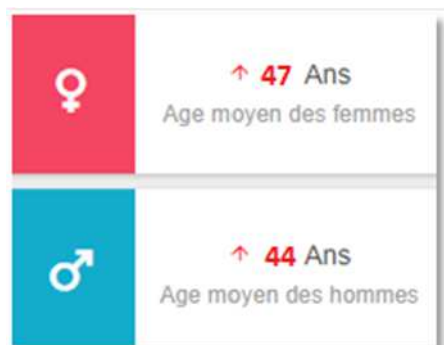 ↑ 47 Ans
Age moyen des femmes
↑ 44 Ans
Age moyen des hommes